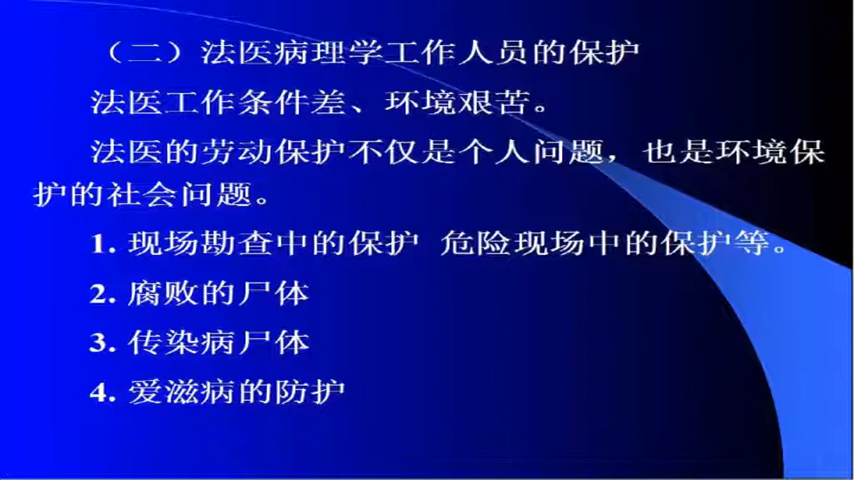 （二）法医病理学工作人员的保护
法医工作条件差、环境艰苦。
法医的劳动保护不仅是个人问题，也是环境保
护的社会问题。
1. 现场勘查中的保护 危险现场中的保护等。
2. 腐败的尸体
3. 传染病尸体
4. 爱滋病的防护